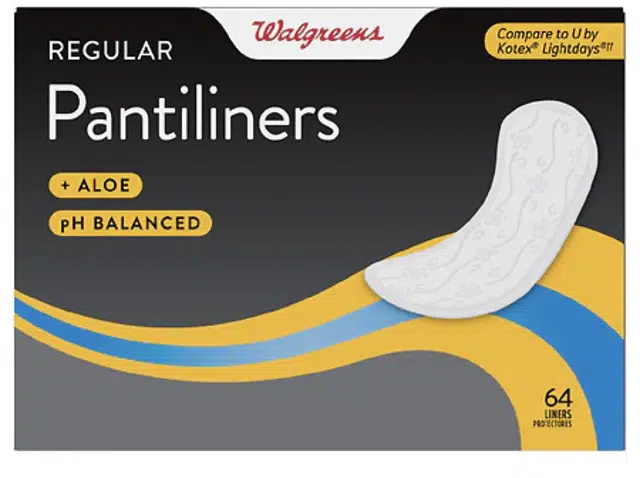 Walgreens
Compare to U by
Kotex® Lightdays®††
REGULAR
Pantiliners
+ ALOE
pH BALANCED
64
LINERS
PROTECTORES